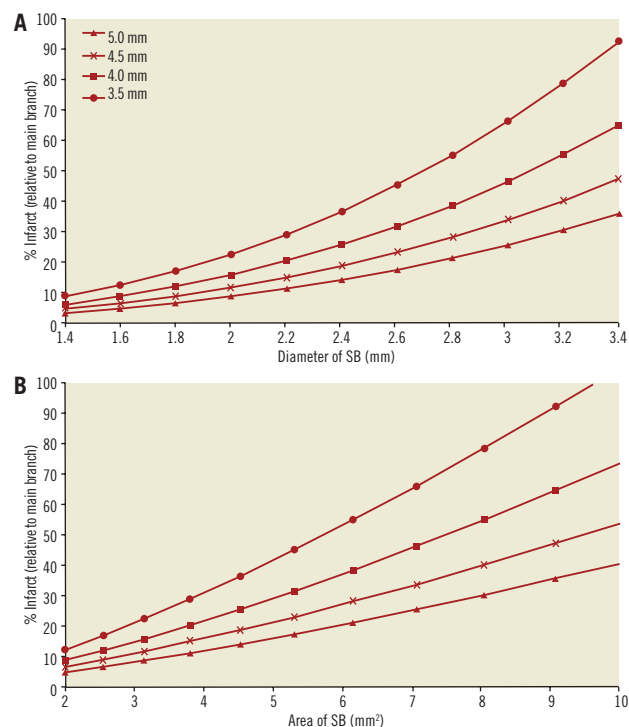 A
5.0 mm
4.5 mm
4.0 mm
3.5 mm
100
90
80
70
60
50
40
30
20
10
0
% Infarct (relative to main branch)
1.4 1.6 1.8 2 2.2 2.4 2.6 2.8 3 3.2 3.4
Diameter of SB (mm)
B
100
90
80
70
60
50
40
30
20
10
0
% Infarct (relative to main branch)
2 3 4 5 6 7 8 9 10
Area of SB (mm²)